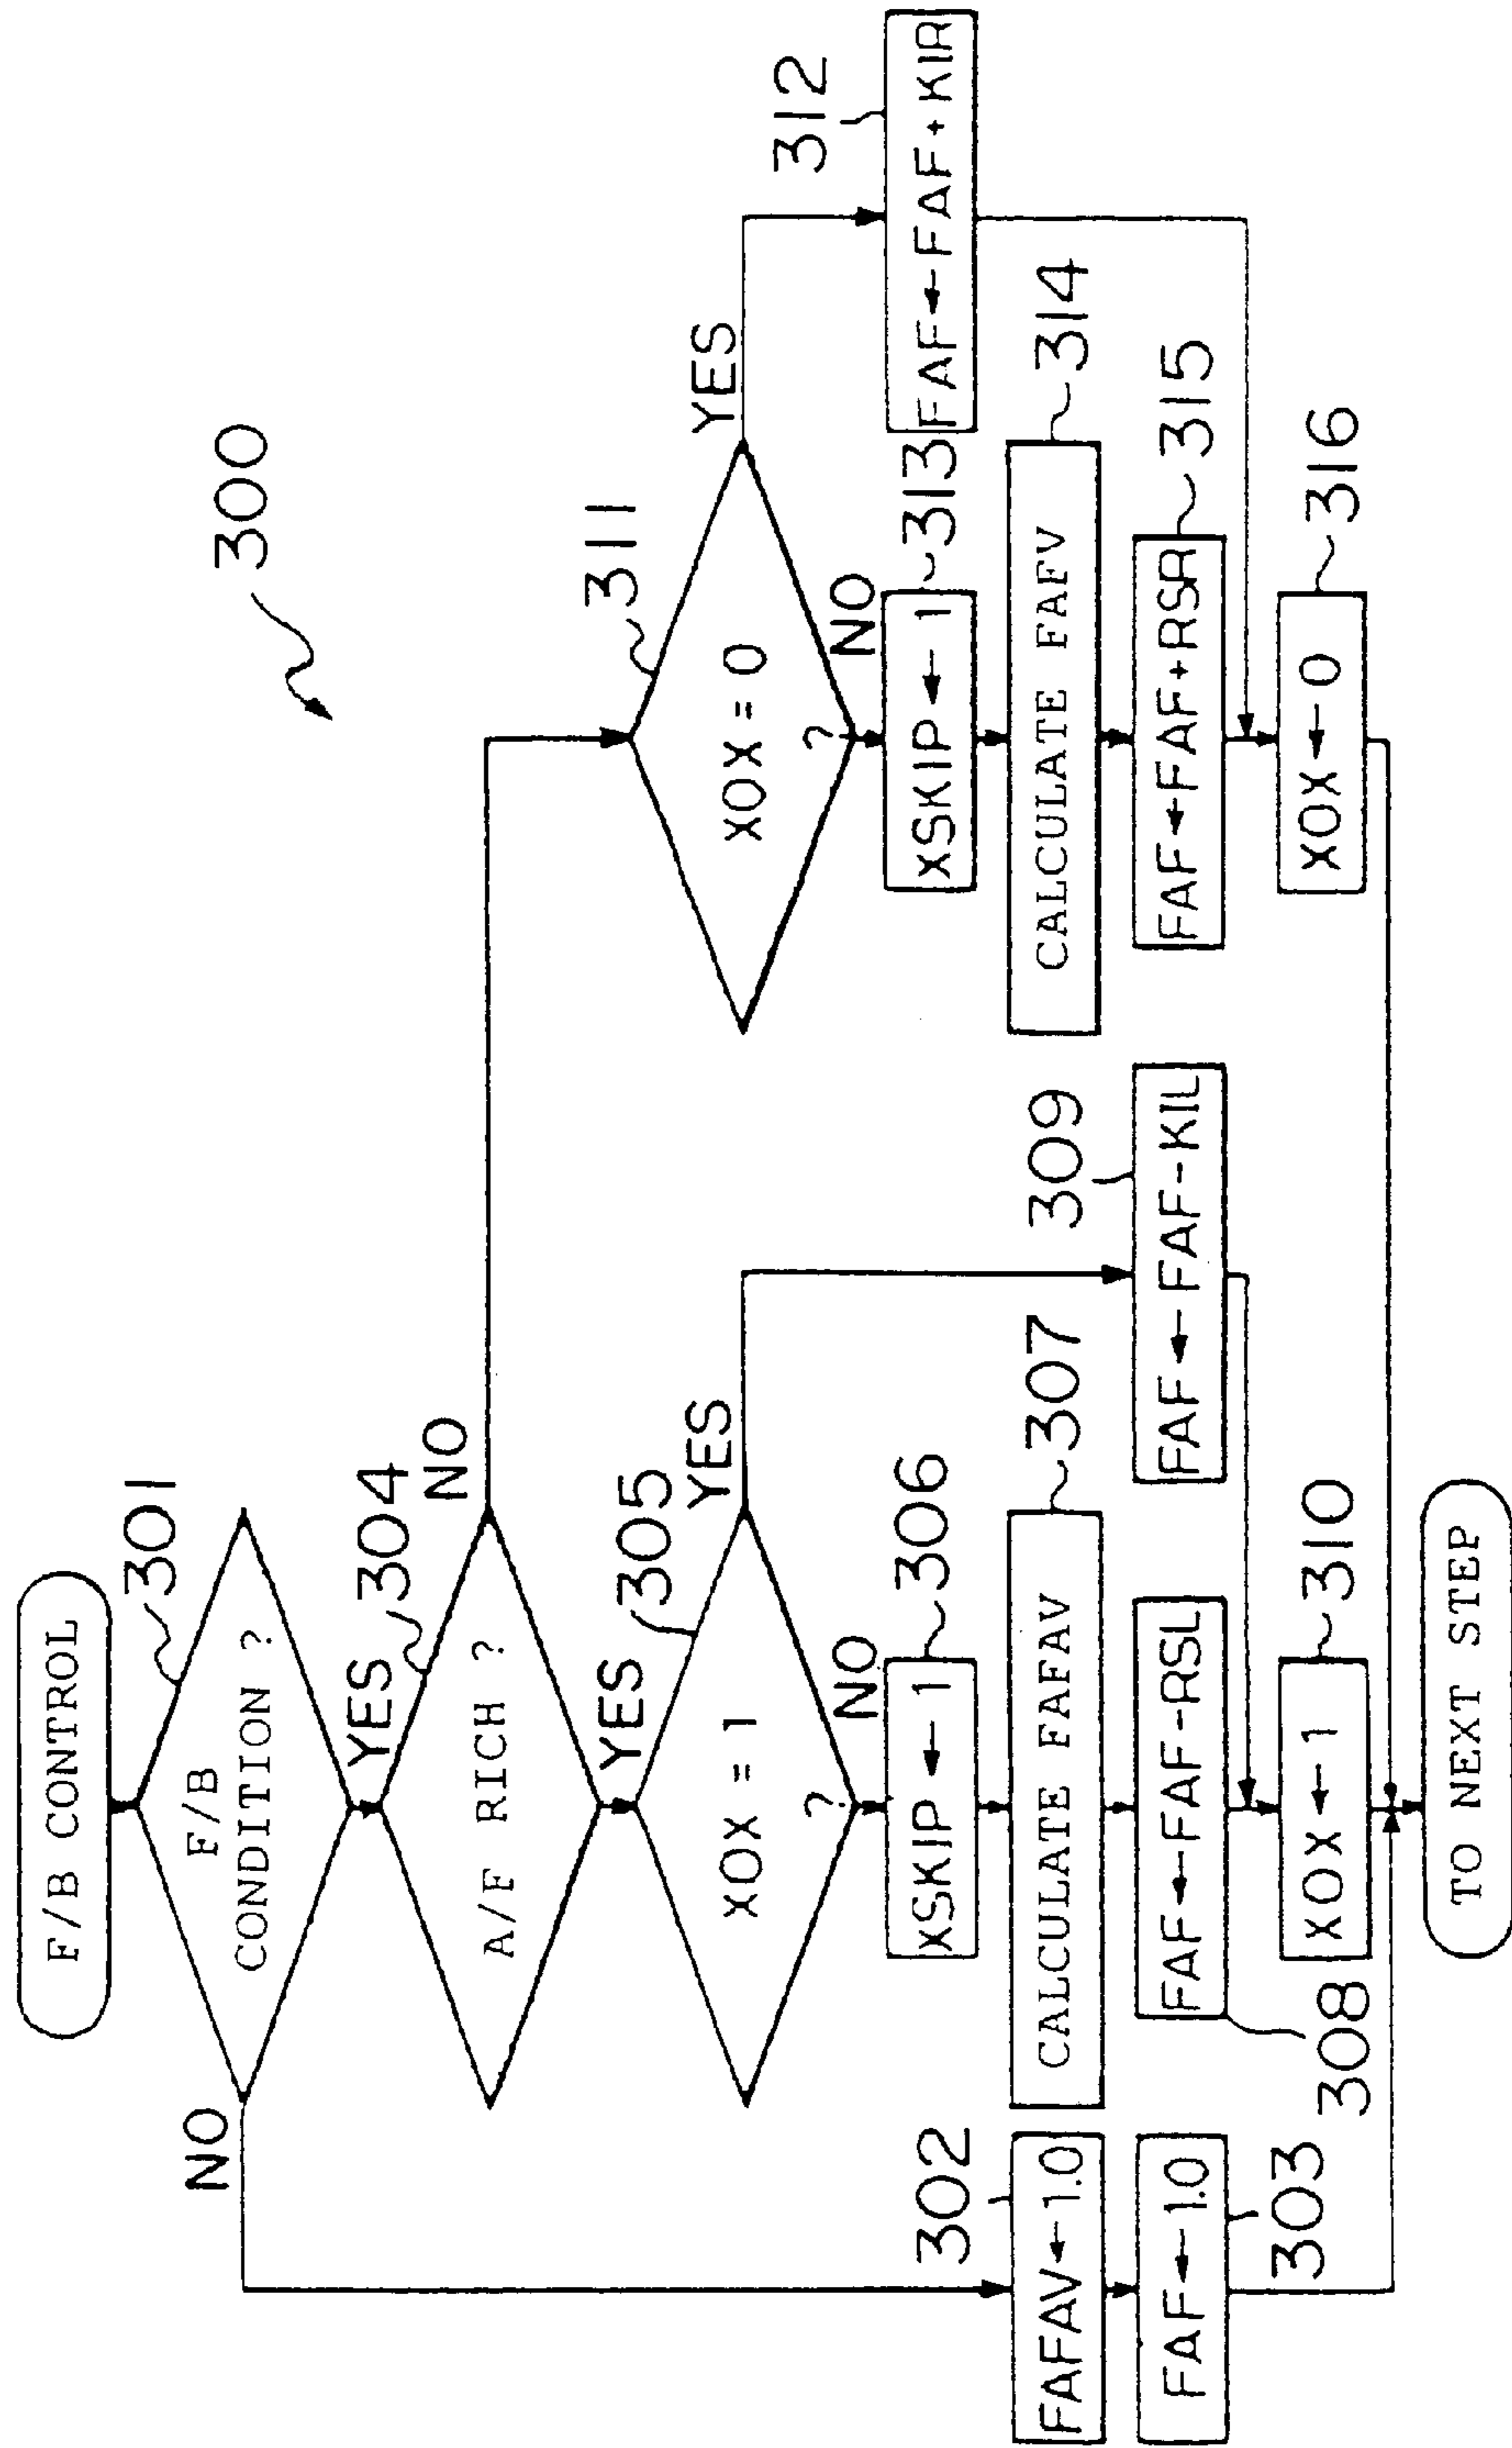 300
F/B CONTROL
301
F/B
CONDITION ?
NO
YES
304
A/F RICH ?
NO
YES
305
XOX = 1
?
YES
NO
311
XOX = 0
?
YES
NO
306
XSKIP ← 1
313
XSKIP ← 1
312
FAF ← FAF + KIR
302
FAFAV ← 1.0
307
CALCULATE FAFAV
314
CALCULATE FAFV
303
FAF ← 1.0
308
FAF ← FAF - RSL
309
FAF ← FAF - KIL
315
FAF ← FAF + RSR
310
XOX ← 1
316
XOX ← 0
TO NEXT STEP